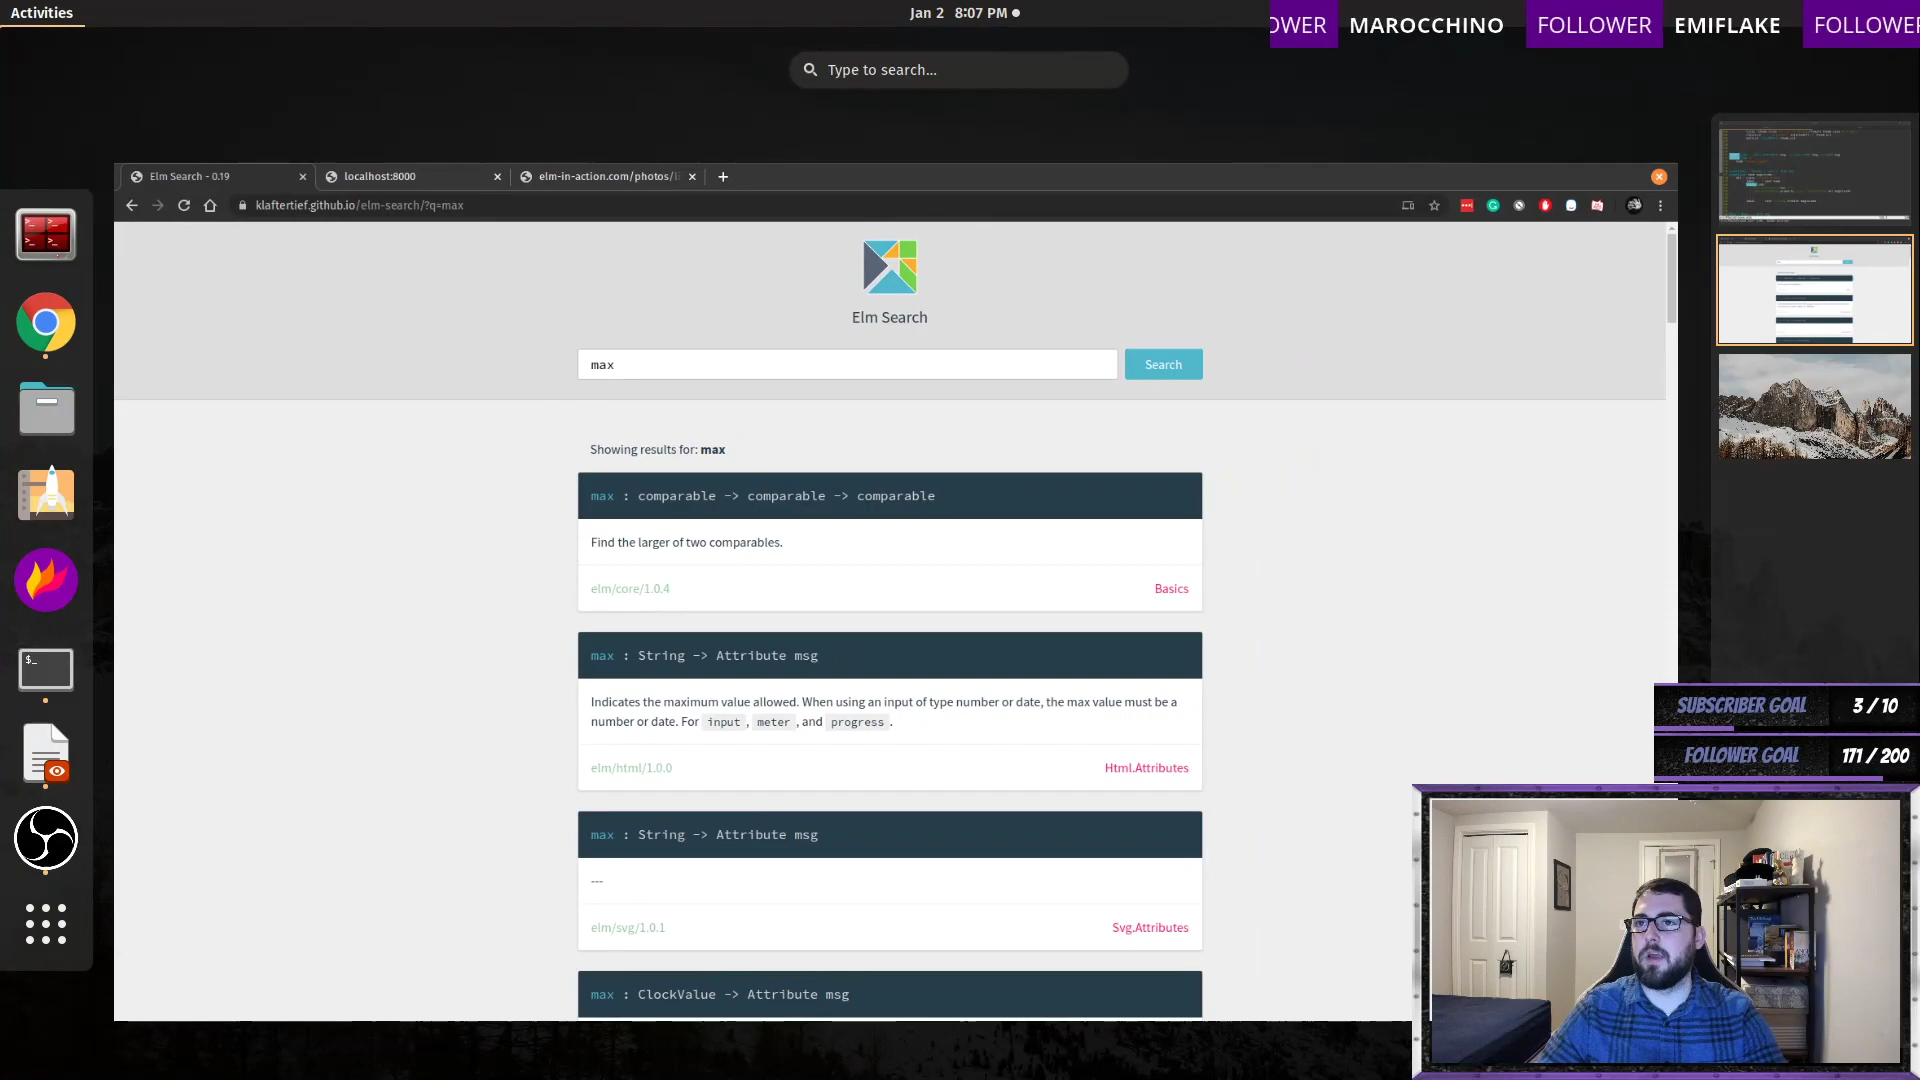 Activities
Jan 2 8:07 PM
OWER MAROCCHINO FOLLOWER EMIFLAKE FOLLOWER
Type to search...
Elm Search - 0.19
localhost:8000
elm-in-action.com/photos/li
klaftertief.github.io/elm-search/?q=max
Elm Search
max
Search
Showing results for: max
max : comparable -> comparable -> comparable
Find the larger of two comparables.
elm/core/1.0.4 Basics
max : String -> Attribute msg
Indicates the maximum value allowed. When using an input of type number or date, the max value must be a
number or date. For input, meter, and progress.
elm/html/1.0.0 Html.Attributes
max : String -> Attribute msg
---
elm/svg/1.0.1 Svg.Attributes
max : ClockValue -> Attribute msg
SUBSCRIBER GOAL 3 / 10
FOLLOWER GOAL 171 / 200